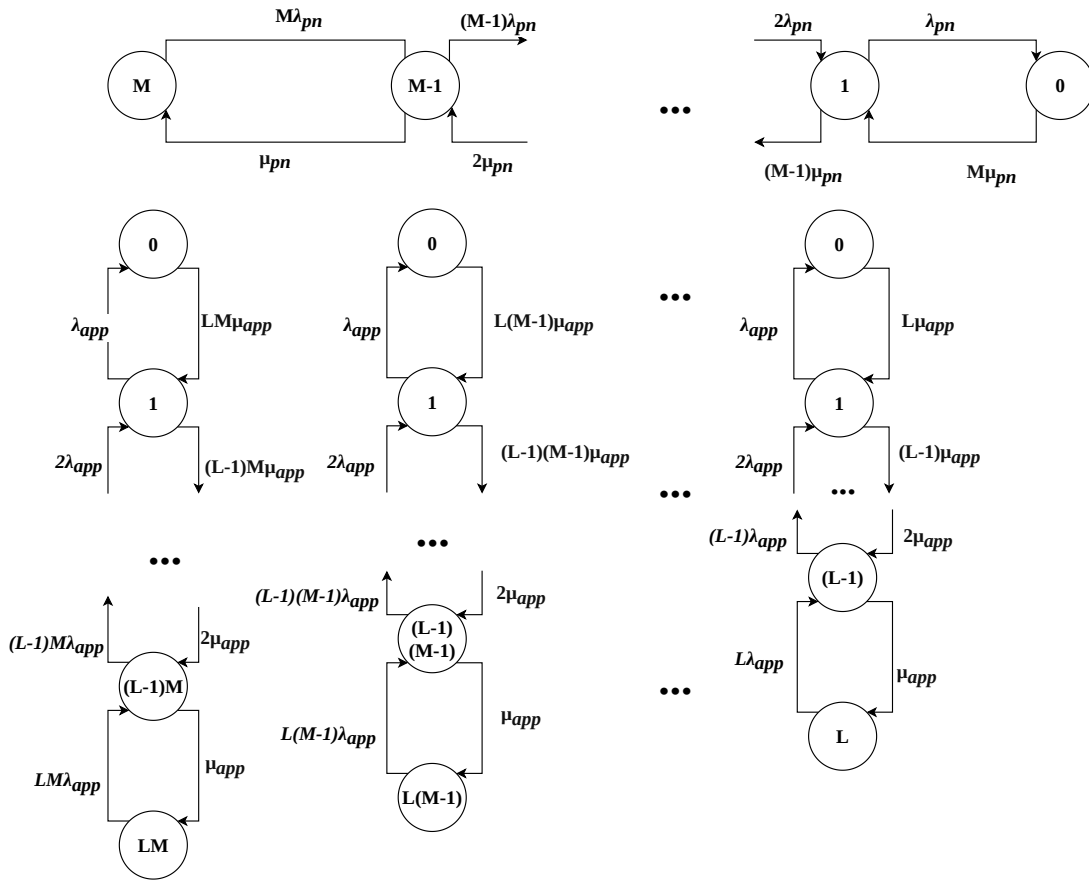 Mλpn
(M-1)λpn
2λpn
λpn
M
M-1
...
1
0
μpn
2μpn
(M-1)μpn
Mμpn
0
0
...
0
λapp
LMμapp
λapp
L(M-1)μapp
λapp
Lμapp
1
1
1
2λapp
(L-1)Mμapp
2λapp
(L-1)(M-1)μapp
...
2λapp
(L-1)μapp
...
...
...
(L-1)λapp
2μapp
(L-1)
(L-1)(M-1)λapp
2μapp
(L-1)
(M-1)
(L-1)Mλapp
2μapp
(L-1)M
...
Lλapp
μapp
L
L(M-1)λapp
μapp
L(M-1)
LMλapp
μapp
LM